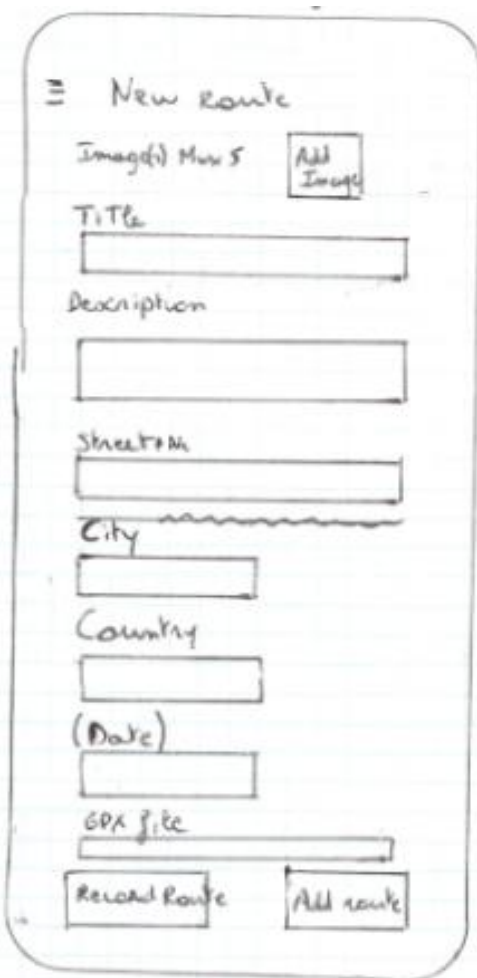 New Route
Image(s) Max 5
Add
Image
Title
Description
Street + Nr
City
Country
(Date)
GPX file
Record Route
Add route